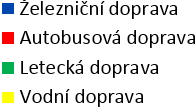 Železniční doprava
Autobusová doprava
Letecká doprava
Vodní doprava